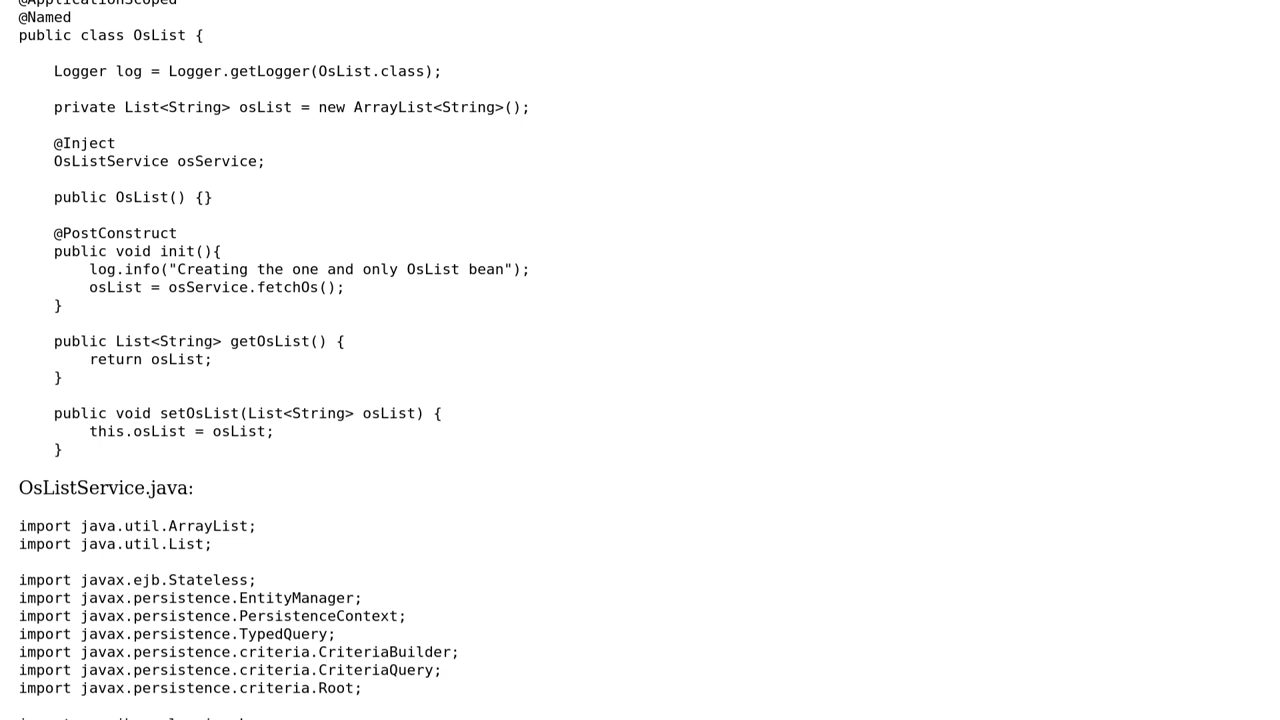 @ApplicationScoped
@Named
public class OsList {
    Logger log = Logger.getLogger(OsList.class);
    private List<String> osList = new ArrayList<String>();
    @Inject
    OsListService osService;
    public OsList() {}
    @PostConstruct
    public void init(){
        log.info("Creating the one and only OsList bean");
        osList = osService.fetchOs();
    }
    public List<String> getOsList() {
        return osList;
    }
    public void setOsList(List<String> osList) {
        this.osList = osList;
    }
OsListService.java:
import java.util.ArrayList;
import java.util.List;
import javax.ejb.Stateless;
import javax.persistence.EntityManager;
import javax.persistence.PersistenceContext;
import javax.persistence.TypedQuery;
import javax.persistence.criteria.CriteriaBuilder;
import javax.persistence.criteria.CriteriaQuery;
import javax.persistence.criteria.Root;